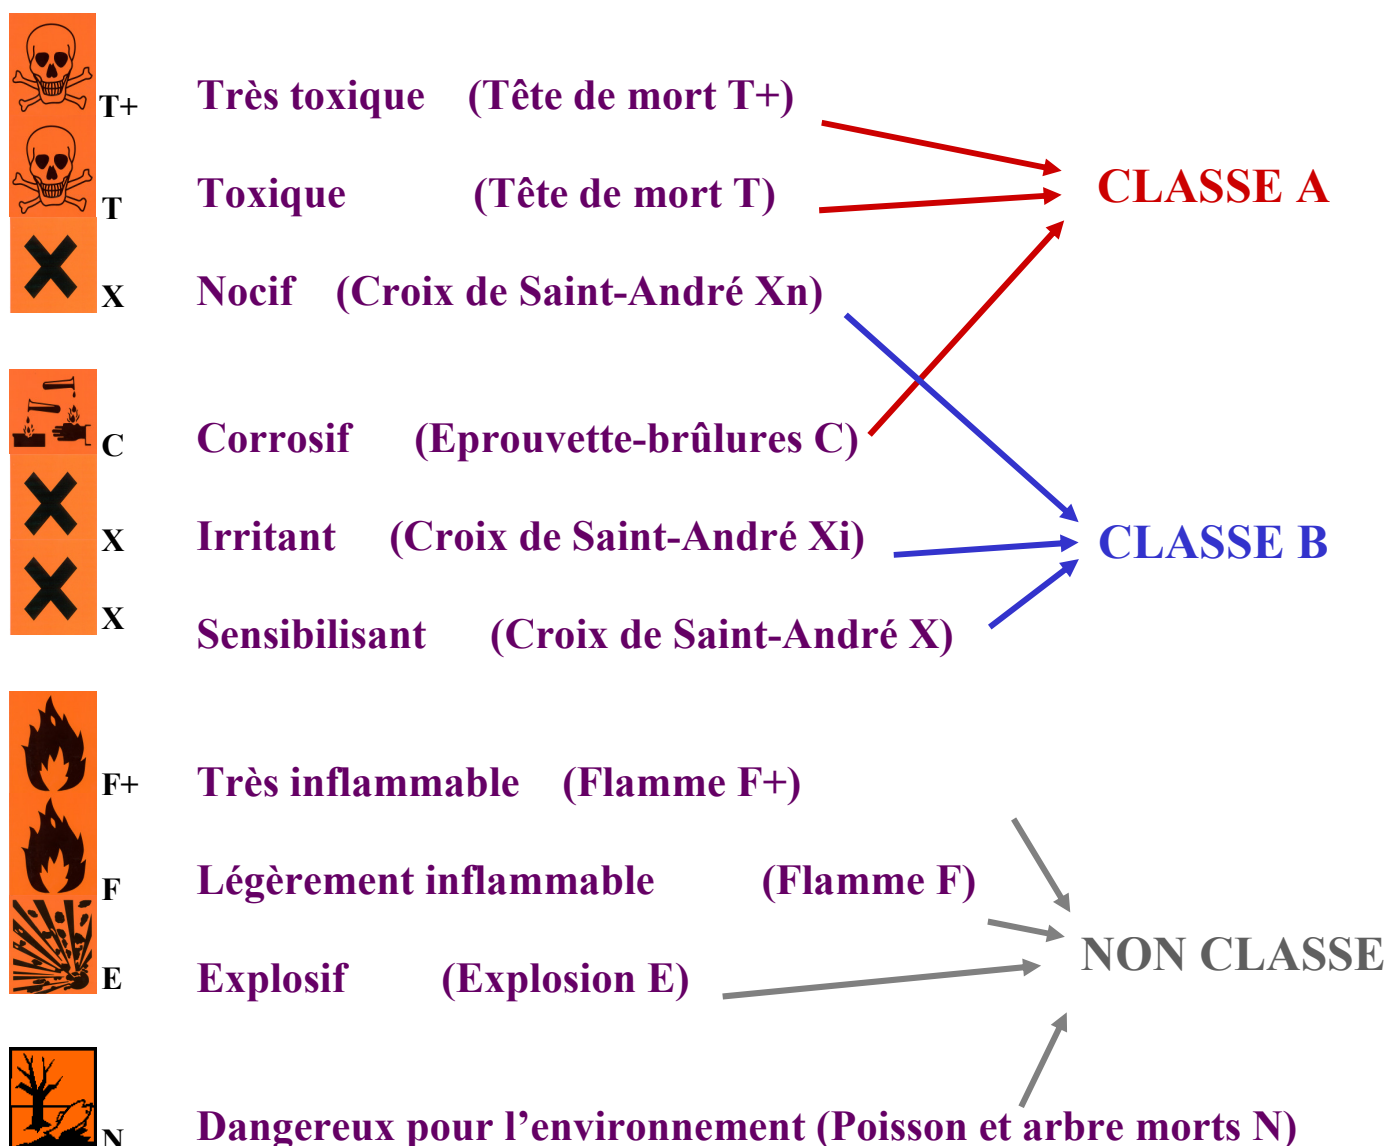 T+ Très toxique (Tête de mort T+)
T Toxique (Tête de mort T)
CLASSE A
X Nocif (Croix de Saint-André Xn)
C Corrosif (Eprouvette-brûlures C)
X Irritant (Croix de Saint-André Xi)
CLASSE B
X Sensibilisant (Croix de Saint-André X)
F+ Très inflammable (Flamme F+)
F Légèrement inflammable (Flamme F)
NON CLASSE
E Explosif (Explosion E)
N Dangereux pour l’environnement (Poisson et arbre morts N)